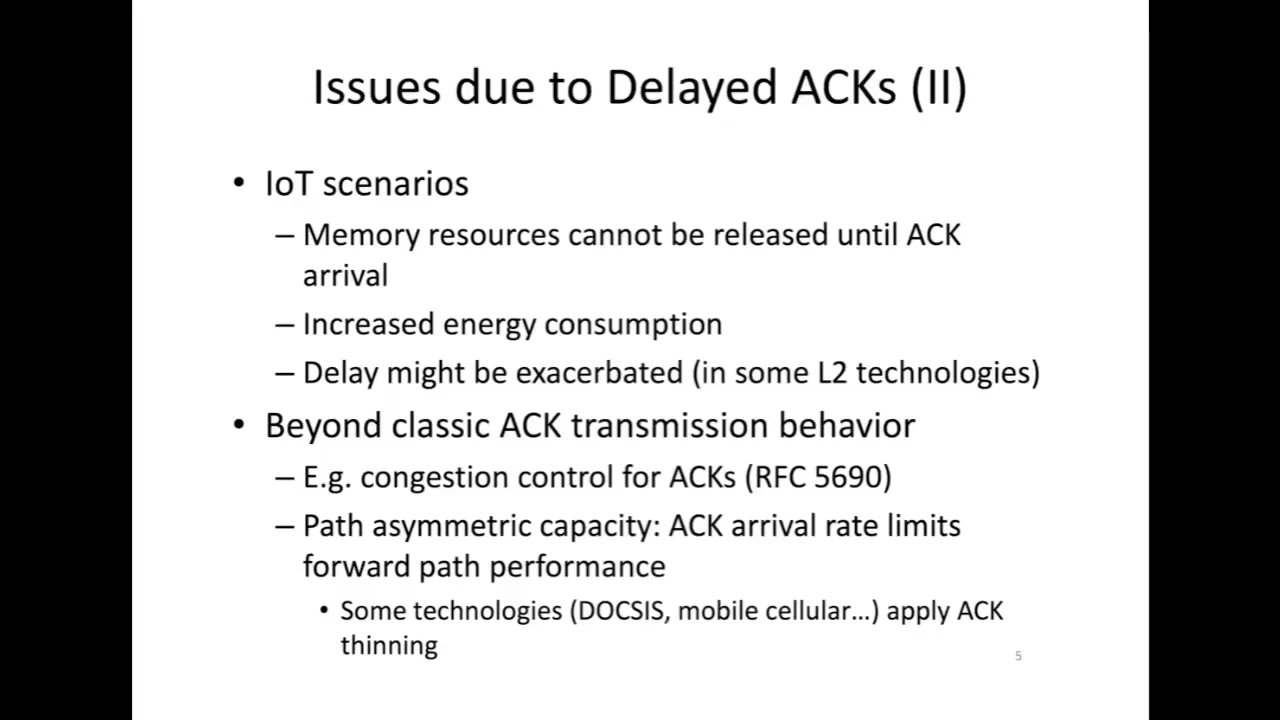 Issues due to Delayed ACKs (II)
• IoT scenarios
– Memory resources cannot be released until ACK
arrival
– Increased energy consumption
– Delay might be exacerbated (in some L2 technologies)
• Beyond classic ACK transmission behavior
– E.g. congestion control for ACKs (RFC 5690)
– Path asymmetric capacity: ACK arrival rate limits
forward path performance
• Some technologies (DOCSIS, mobile cellular…) apply ACK
thinning
5